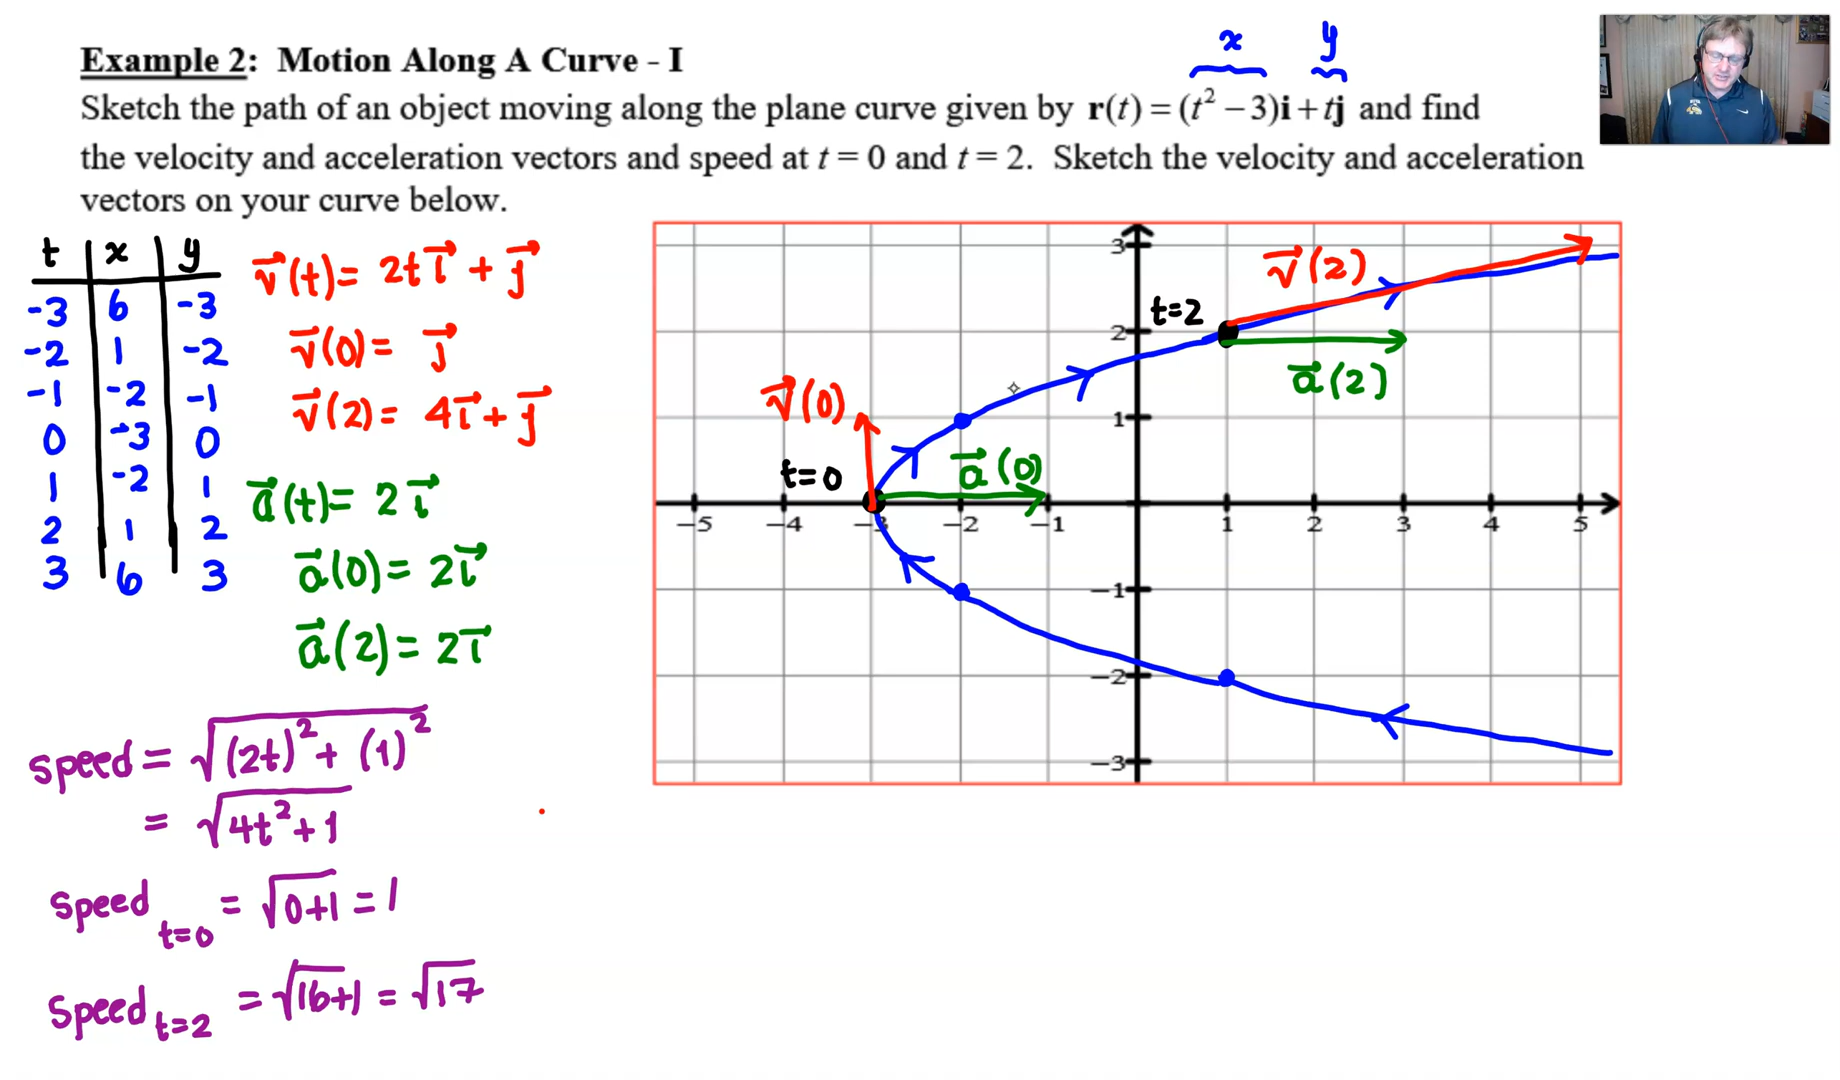 x y
Example 2: Motion Along A Curve - I
Sketch the path of an object moving along the plane curve given by r(t) = (t² − 3)i + tj and find
the velocity and acceleration vectors and speed at t = 0 and t = 2. Sketch the velocity and acceleration
vectors on your curve below.
t x y
-3 6 -3
-2 1 -2
-1 -2 -1
0 -3 0
1 -2 1
2 1 2
3 6 3
v⃗(t) = 2t i⃗ + j⃗
v⃗(0) = j⃗
v⃗(2) = 4 i⃗ + j⃗
a⃗(t) = 2 i⃗
a⃗(0) = 2 i⃗
a⃗(2) = 2 i⃗
speed = √((2t)² + (1)²)
= √(4t² + 1)
speed t=0 = √(0+1) = 1
speed t=2 = √(16+1) = √17
3
v⃗(2)
t=2
2
a⃗(2)
v⃗(0)
1
t=0
a⃗(0)
−5 −4 −3 −2 −1 1 2 3 4 5
−1
−2
−3